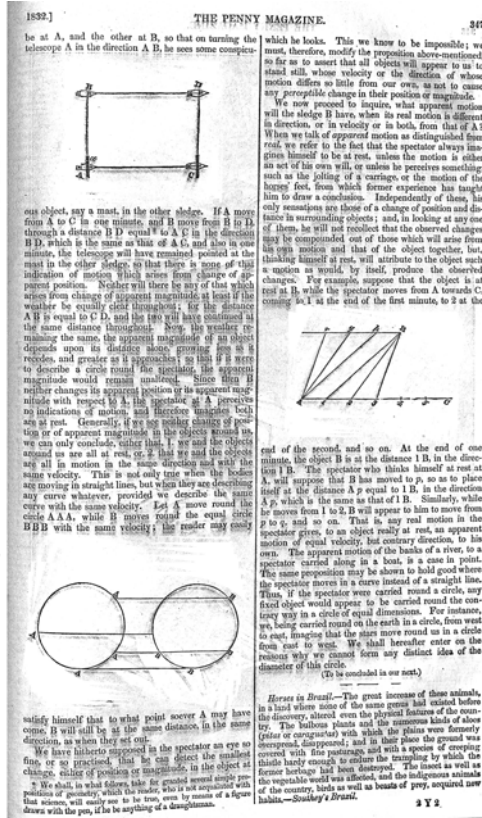 1832.]
THE PENNY MAGAZINE.
347
be at A, and the other at B, so that on turning the
telescope A in the direction A B, he sees some conspicu-
ous object, say a mast, in the other sledge. If A move
from A to C in one minute, and B move from B to D,
through a distance B D equal * to A C in the direction
B D, which is the same as that of A C, and also in one
minute, the telescope will have remained pointed at the
mast in the other sledge, so that there is none of that
indication of motion which arises from change of ap-
parent position. Neither will there be any of that which
arises from change of apparent magnitude, at least if the
weather be equally clear throughout; for the distance
A B is equal to C D, and the two will have continued at
the same distance throughout. Now, the weather re-
maining the same, the apparent magnitude of an object
depends upon its distance alone, growing less as it
recedes, and greater as it approaches; so that if it were
to describe a circle round the spectator, the apparent
magnitude would remain unaltered. Since then B
neither changes its apparent position or its apparent mag-
nitude with respect to A, the spectator at A perceives
no indications of motion, and therefore imagines both
are at rest. Generally, if we see neither change of posi-
tion or of apparent magnitude in the objects around us,
we can only conclude, either that, 1. we and the objects
around us are all at rest, or, 2. that we and the objects
are all in motion in the same direction and with the
same velocity. This is not only true when the bodies
are moving in straight lines, but when they are describing
any curve whatever, provided we describe the same
curve with the same velocity. Let A move round the
circle A A A, while B moves round the equal circle
B B B with the same velocity; the reader may easily
satisfy himself that to what point soever A may have
come, B will still be at the same distance, in the same
direction, as when they set out.
We have hitherto supposed in the spectator an eye so
fine, or so practised, that he can detect the smallest
change, either of position or magnitude, in the object at
* We shall, in what follows, take for granted several simple pro-
positions of geometry, which the reader, who is not acquainted with
that science, will easily see to be true, even by means of a figure
drawn with the pen, if he be anything of a draughtsman.
which he looks. This we know to be impossible; we
must, therefore, modify the proposition above-mentioned
so far as to assert that all objects will appear to us to
stand still, whose velocity or the direction of whose
motion differs so little from our own, as not to cause
any perceptible change in their position or magnitude.
We now proceed to inquire, what apparent motion
will the sledge B have, when its real motion is different
in direction, or in velocity or in both, from that of A?
When we talk of apparent motion as distinguished from
real, we refer to the fact that the spectator always ima-
gines himself to be at rest, unless the motion is either
an act of his own will, or unless he perceives something
such as the jolting of a carriage, or the motion of the
horses' feet, from which former experience has taught
him to draw a conclusion. Independently of these, his
only sensations are those of a change of position and dis-
tance in surrounding objects; and, in looking at any one
of them, he will not recollect that the observed changes
may be compounded out of those which will arise from
his own motion and that of the object together, but,
thinking himself at rest, will attribute to the object such
a motion as would, by itself, produce the observed
changes. For example, suppose that the object is at
rest at B, while the spectator moves from A towards C,
coming to 1 at the end of the first minute, to 2 at the
end of the second, and so on. At the end of one
minute, the object B is at the distance 1 B, in the direc-
tion 1 B. The spectator who thinks himself at rest at
A, will suppose that B has moved to p, so as to place
itself at the distance A p equal to 1 B, in the direction
A p, which is the same as that of 1 B. Similarly, while
he moves from 1 to 2, B will appear to him to move from
p to q, and so on. That is, any real motion in the
spectator gives, to an object really at rest, an apparent
motion of equal velocity, but contrary direction, to his
own. The apparent motion of the banks of a river, to a
spectator carried along in a boat, is a case in point.
The same proposition may be shown to hold good where
the spectator moves in a curve instead of a straight line.
Thus, if the spectator were carried round a circle, any
fixed object would appear to be carried round the con-
trary way in a circle of equal dimensions. For instance,
we, being carried round on the earth in a circle, from west
to east, imagine that the stars move round us in a circle
from east to west. We shall hereafter enter on the
reasons why we cannot form any distinct idea of the
diameter of this circle.
(To be concluded in our next.)
Horses in Brazil.—The great increase of these animals,
in a land where none of the same genus had existed before
the discovery, altered even the physical features of the coun-
try. The bulbous plants and the numerous kinds of aloes
(pitas or caraguatas) with which the plains were formerly
overspread, disappeared; and in their place the ground was
covered with fine pasturage, and with a species of creeping
thistle hardy enough to endure the trampling by which the
former herbage had been destroyed. The insect as well as
the vegetable world was affected, and the indigenous animals
of the country, birds as well as beasts of prey, acquired new
habits.—Southey's Brazil.
2 Y 2